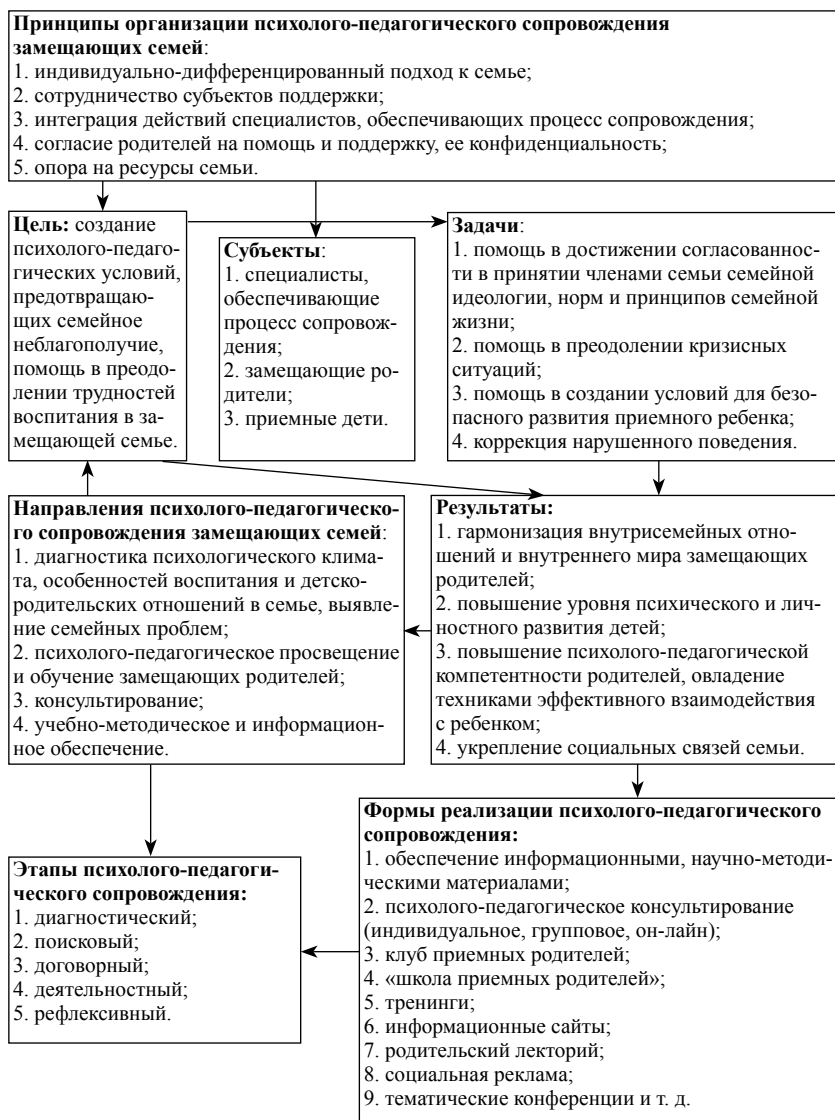 Принципы организации психолого-педагогического сопровождения
замещающих семей:
1. индивидуально-дифференцированный подход к семье;
2. сотрудничество субъектов поддержки;
3. интеграция действий специалистов, обеспечивающих процесс сопровождения;
4. согласие родителей на помощь и поддержку, ее конфиденциальность;
5. опора на ресурсы семьи.
Цель: создание
психолого-педаго-
гических условий,
предотвращаю-
щих семейное
неблагополучие,
помощь в преодо-
лении трудностей
воспитания в за-
мещающей семье.
Субъекты:
1. специалисты,
обеспечивающие
процесс сопровож-
дения;
2. замещающие ро-
дители;
3. приемные дети.
Задачи:
1. помощь в достижении согласованнос-
ти в принятии членами семьи семейной
идеологии, норм и принципов семейной
жизни;
2. помощь в преодолении кризисных
ситуаций;
3. помощь в создании условий для безо-
пасного развития приемного ребенка;
4. коррекция нарушенного поведения.
Направления психолого-педагогическо-
го сопровождения замещающих семей:
1. диагностика психологического клима-
та, особенностей воспитания и детско-
родительских отношений в семье, выявле-
ние семейных проблем;
2. психолого-педагогическое просвещение
и обучение замещающих родителей;
3. консультирование;
4. учебно-методическое и информацион-
ное обеспечение.
Результаты:
1. гармонизация внутрисемейных отно-
шений и внутреннего мира замещающих
родителей;
2. повышение уровня психического и лич-
ностного развития детей;
3. повышение психолого-педагогической
компетентности родителей, овладение
техниками эффективного взаимодействия
с ребенком;
4. укрепление социальных связей семьи.
Этапы психолого-педагоги-
ческого сопровождения:
1. диагностический;
2. поисковый;
3. договорный;
4. деятельностный;
5. рефлексивный.
Формы реализации психолого-педагогического
сопровождения:
1. обеспечение информационными, научно-методи-
ческими материалами;
2. психолого-педагогическое консультирование
(индивидуальное, групповое, он-лайн);
3. клуб приемных родителей;
4. «школа приемных родителей»;
5. тренинги;
6. информационные сайты;
7. родительский лекторий;
8. социальная реклама;
9. тематические конференции и т. д.